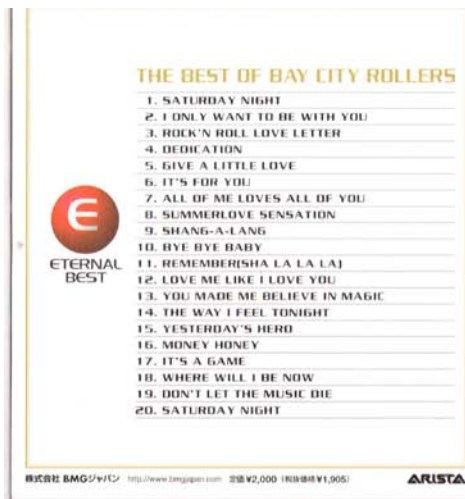 THE BEST OF BAY CITY ROLLERS
1. SATURDAY NIGHT
2. I ONLY WANT TO BE WITH YOU
3. ROCK'N ROLL LOVE LETTER
4. DEDICATION
5. GIVE A LITTLE LOVE
6. IT'S FOR YOU
7. ALL OF ME LOVES ALL OF YOU
8. SUMMERLOVE SENSATION
9. SHANG-A-LANG
10. BYE BYE BABY
11. REMEMBER(SHA LA LA LA)
12. LOVE ME LIKE I LOVE YOU
13. YOU MADE ME BELIEVE IN MAGIC
14. THE WAY I FEEL TONIGHT
15. YESTERDAY'S HERO
16. MONEY HONEY
17. IT'S A GAME
18. WHERE WILL I BE NOW
19. DON'T LET THE MUSIC DIE
20. SATURDAY NIGHT
E
ETERNAL
BEST
株式会社 BMGジャパン http://www.bmgjapan.com 定価¥2,000 (税抜価格¥1,905) ARISTA